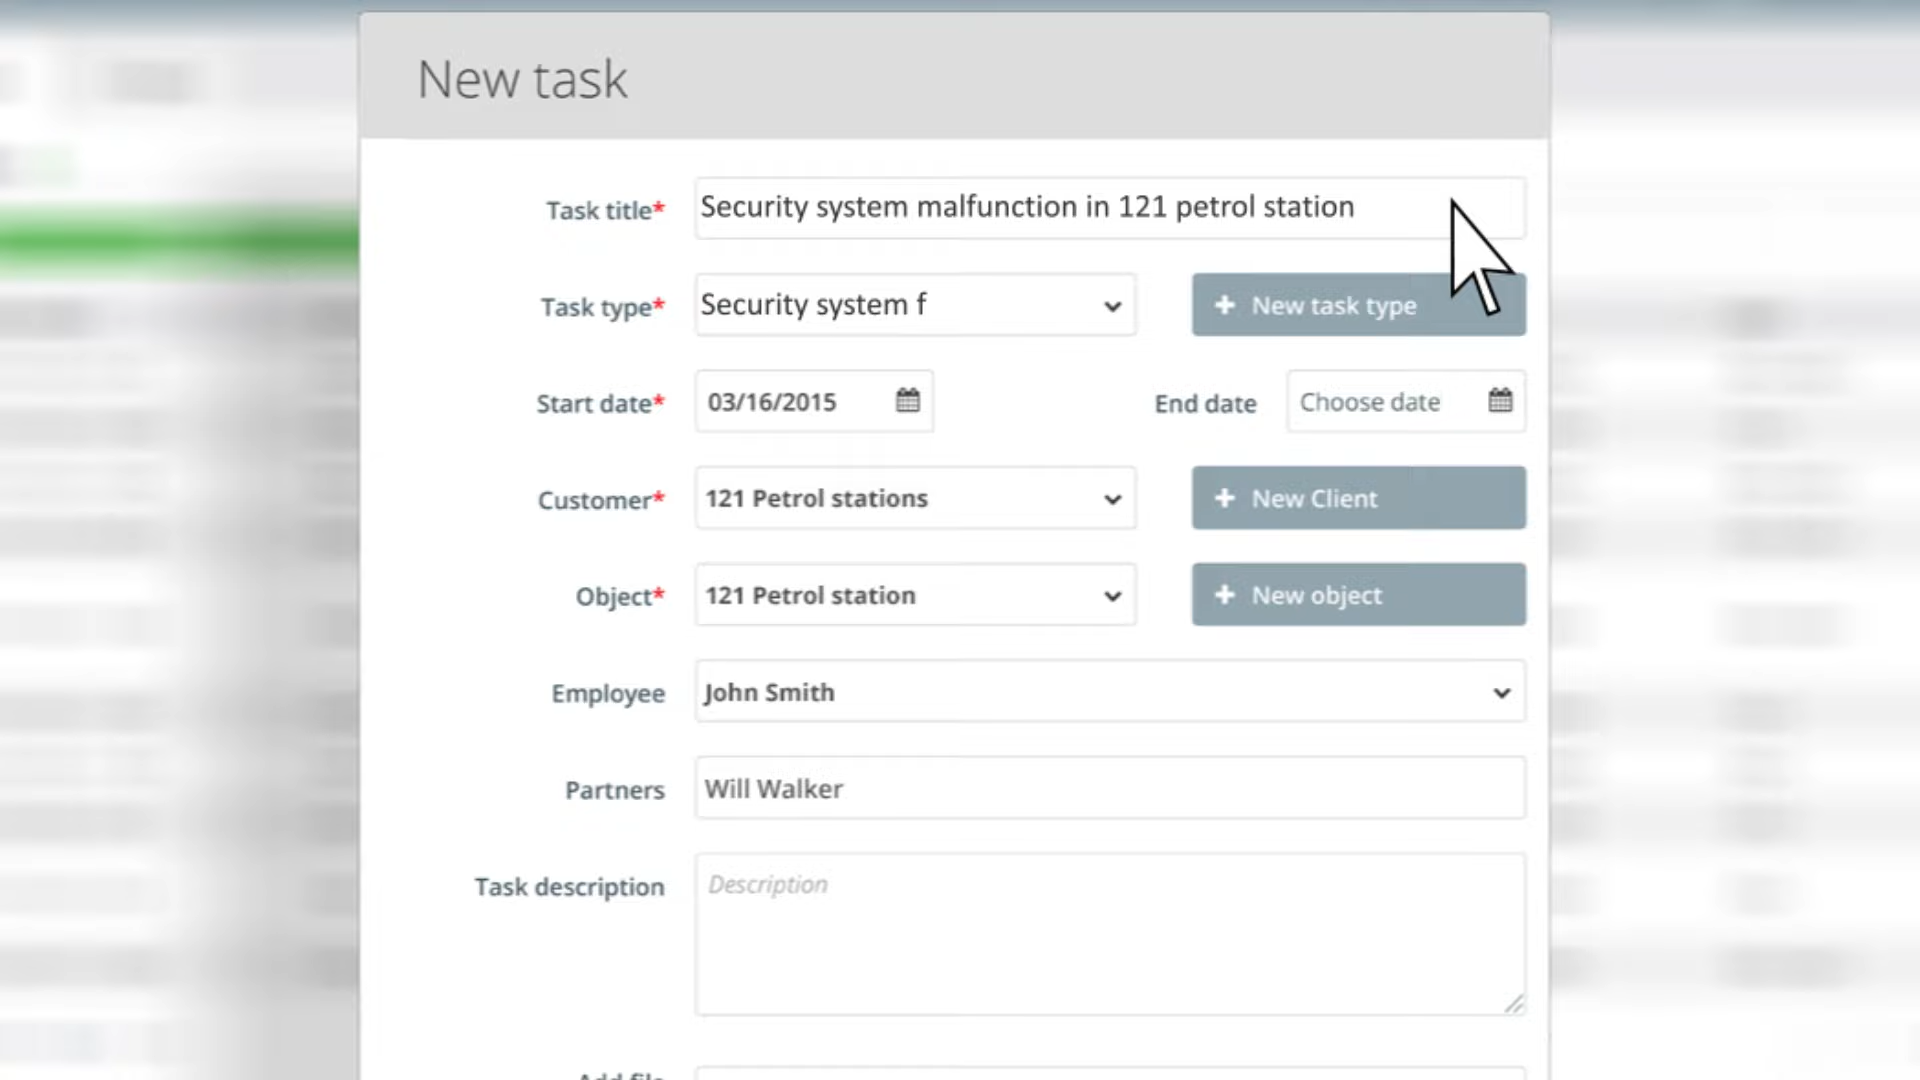 New task
Task title* Security system malfunction in 121 petrol station
Task type* Security system f + New task type
Start date* 03/16/2015 End date Choose date
Customer* 121 Petrol stations + New Client
Object* 121 Petrol station + New object
Employee John Smith
Partners Will Walker
Task description Description
Add file